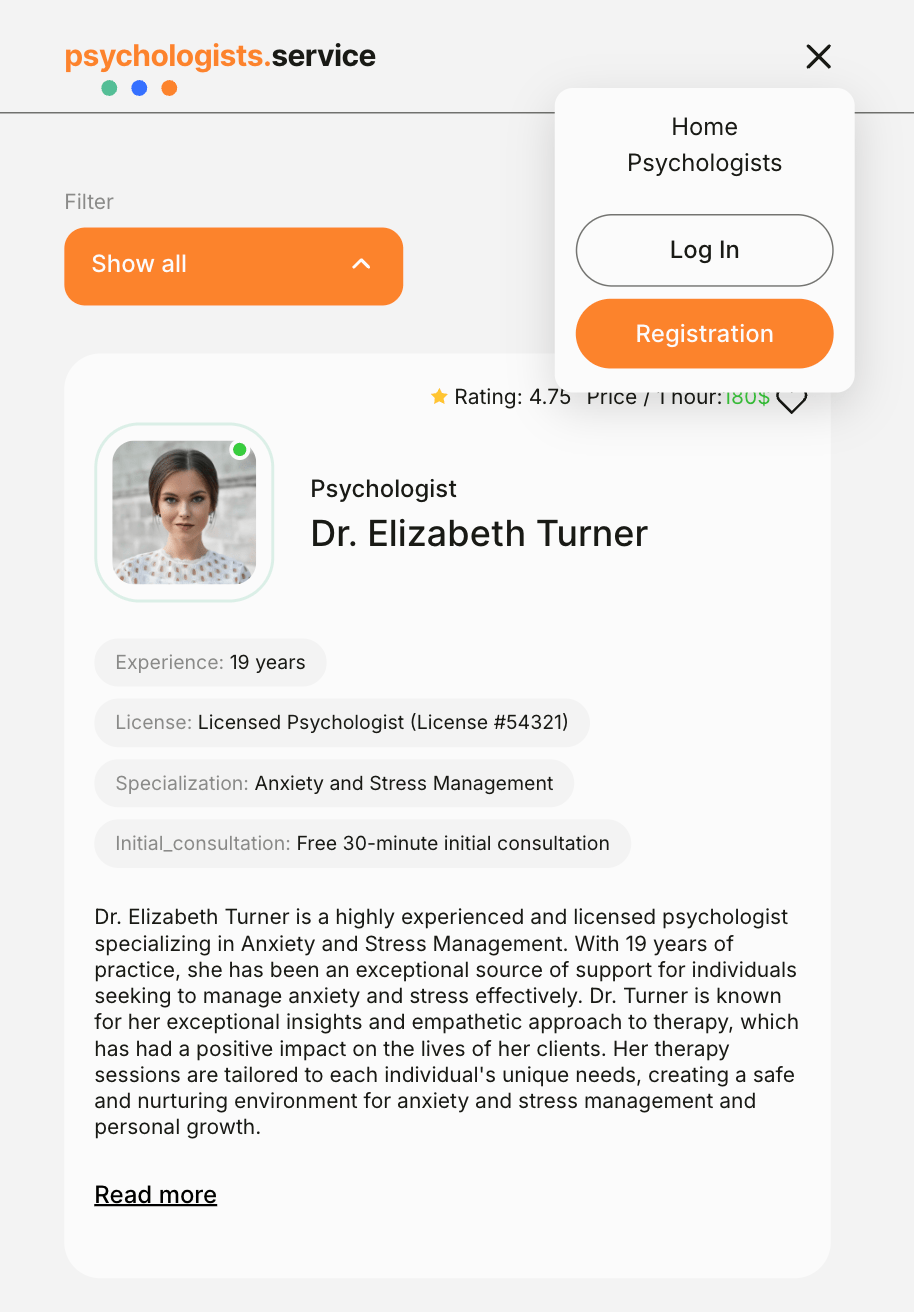 psychologists.service
Home
Psychologists
Filter
Show all
Log In
Registration
Rating: 4.75 Price / 1 hour: 180$
Psychologist
Dr. Elizabeth Turner
Experience: 19 years
License: Licensed Psychologist (License #54321)
Specialization: Anxiety and Stress Management
Initial_consultation: Free 30-minute initial consultation
Dr. Elizabeth Turner is a highly experienced and licensed psychologist
specializing in Anxiety and Stress Management. With 19 years of
practice, she has been an exceptional source of support for individuals
seeking to manage anxiety and stress effectively. Dr. Turner is known
for her exceptional insights and empathetic approach to therapy, which
has had a positive impact on the lives of her clients. Her therapy
sessions are tailored to each individual's unique needs, creating a safe
and nurturing environment for anxiety and stress management and
personal growth.
Read more